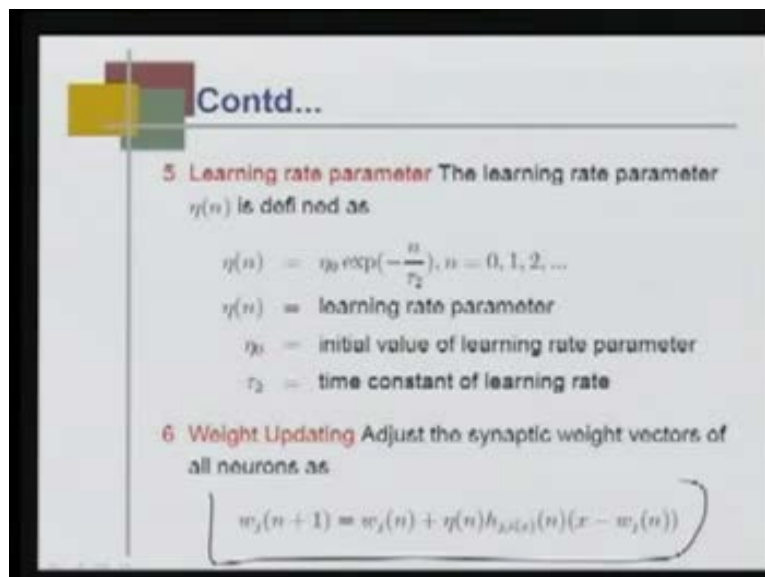 Contd...
5 Learning rate parameter The learning rate parameter
η(n) is defi ned as
η(n) = η₀ exp(−n/τ₂), n = 0, 1, 2, ...
η(n) = learning rate parameter
η₀ = initial value of learning rate parameter
τ₂ = time constant of learning rate
6 Weight Updating Adjust the synaptic weight vectors of
all neurons as
wⱼ(n + 1) = wⱼ(n) + η(n)hⱼ,ᵢ₍ₓ₎(n)(x − wⱼ(n))